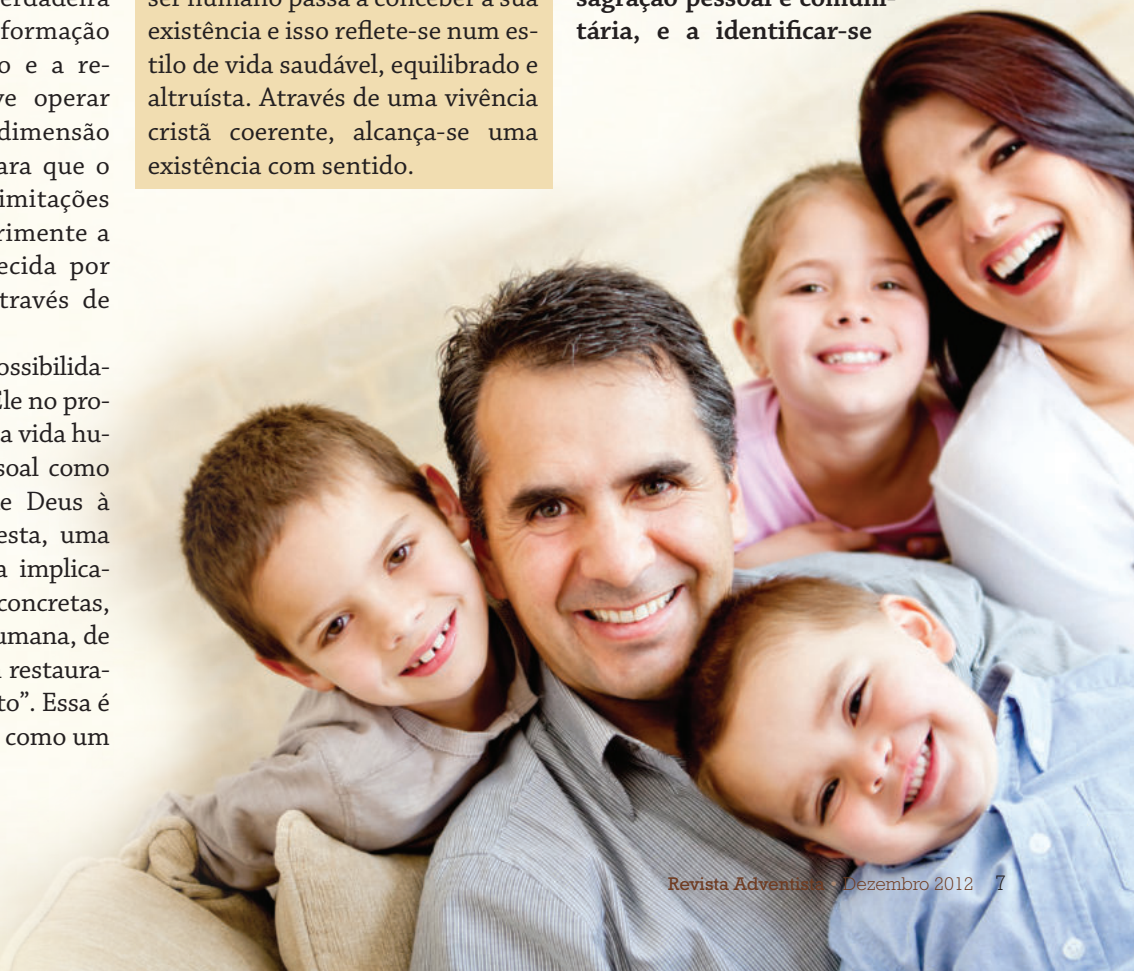 erdadeira
formação
o e a re-
ve operar
dimensão
ara que o
imitações
rimente a
ecida por
través de
ossibilida-
Ele no pro-
a vida hu-
soal como
e Deus à
esta, uma
a implica-
concretas,
umana, de
restaura-
to”. Essa é
como um
ser humano passa a conceber a sua
existência e isso reflete-se num es-
tilo de vida saudável, equilibrado e
altruísta. Através de uma vivência
cristã coerente, alcança-se uma
existência com sentido.
sagração pessoal e comuni-
tária, e a identificar-se
Revista Adventista • Dezembro 2012 7